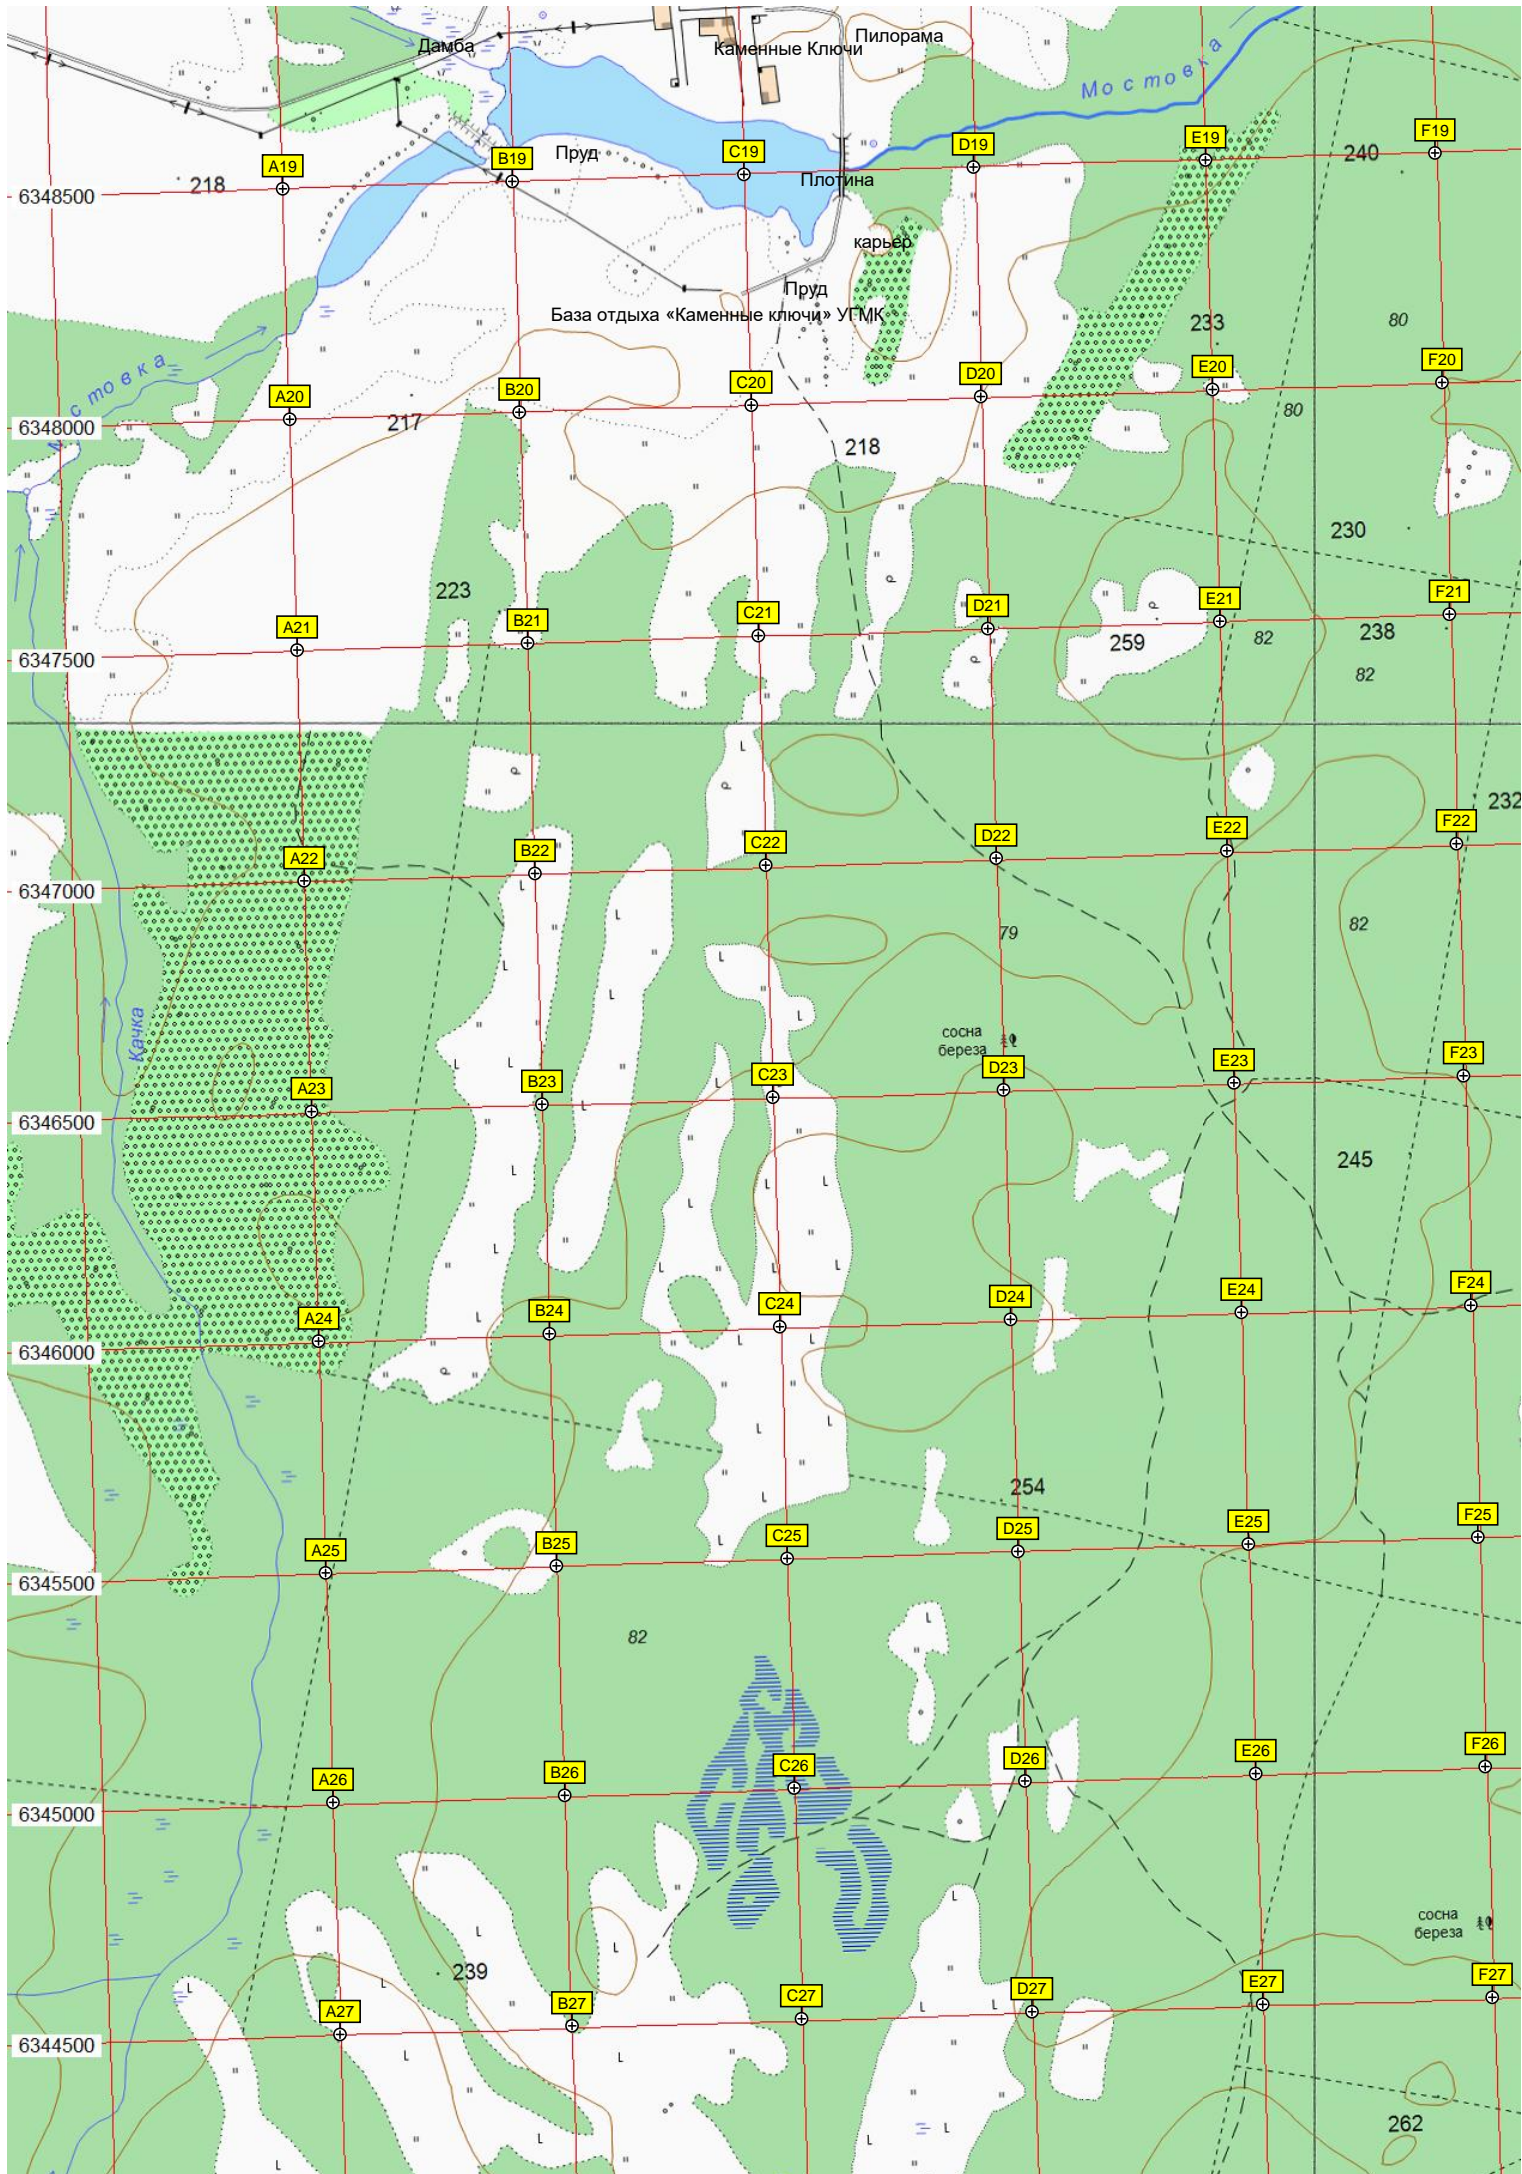 Дамба
Каменные Ключи
Пилорама
Мостовка
A19
B19
Пруд
C19
D19
E19
F19
240
218
6348500
Плотина
карьер
Пруд
База отдыха «Каменные ключи» УГМК
233
80
Мостовка
A20
B20
C20
D20
E20
F20
217
80
6348000
218
230
223
A21
B21
C21
D21
E21
F21
259
82
238
6347500
82
232
A22
B22
C22
D22
E22
F22
6347000
79
82
Качка
сосна
береза
A23
B23
C23
D23
E23
F23
6346500
245
A24
B24
C24
D24
E24
F24
6346000
254
A25
B25
C25
D25
E25
F25
6345500
82
A26
B26
C26
D26
E26
F26
6345000
сосна
береза
239
A27
B27
C27
D27
E27
F27
6344500
262